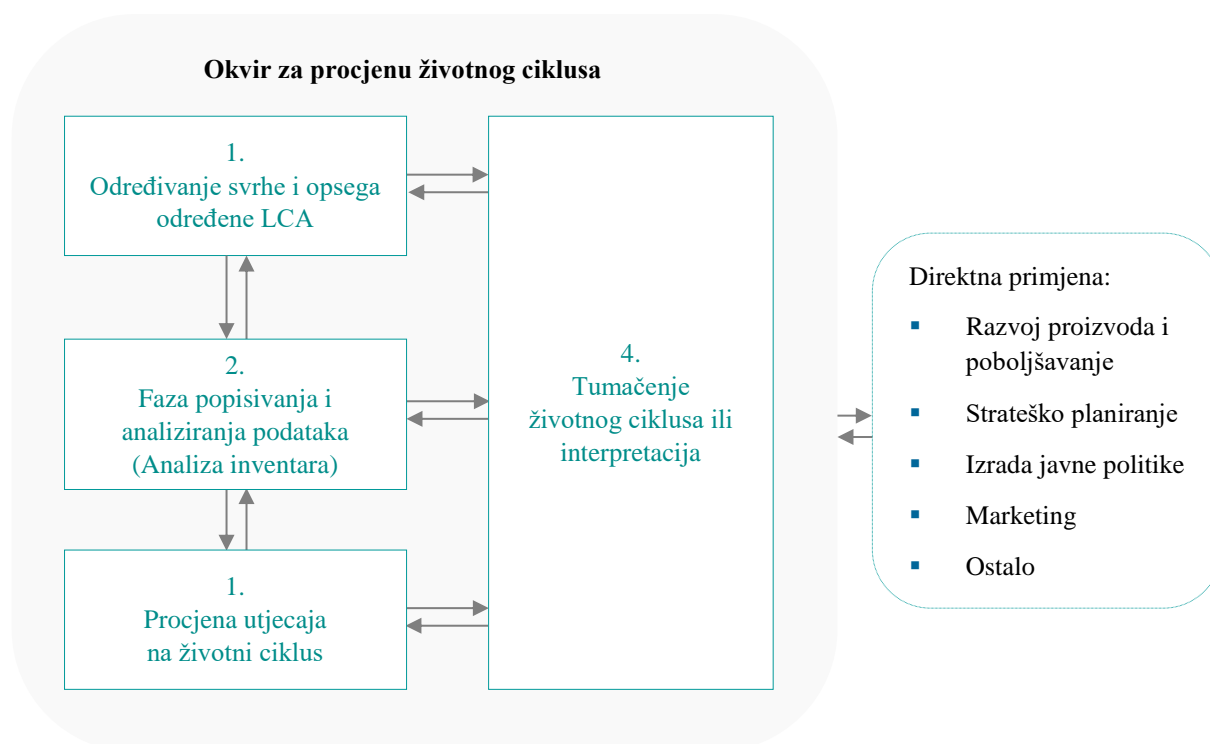 Okvir za procjenu životnog ciklusa
1.
Određivanje svrhe i opsega
određene LCA
2.
Faza popisivanja i
analiziranja podataka
(Analiza inventara)
1.
Procjena utjecaja
na životni ciklus
4.
Tumačenje
životnog ciklusa ili
interpretacija
Direktna primjena:
▪ Razvoj proizvoda i
poboljšavanje
▪ Strateško planiranje
▪ Izrada javne politike
▪ Marketing
▪ Ostalo